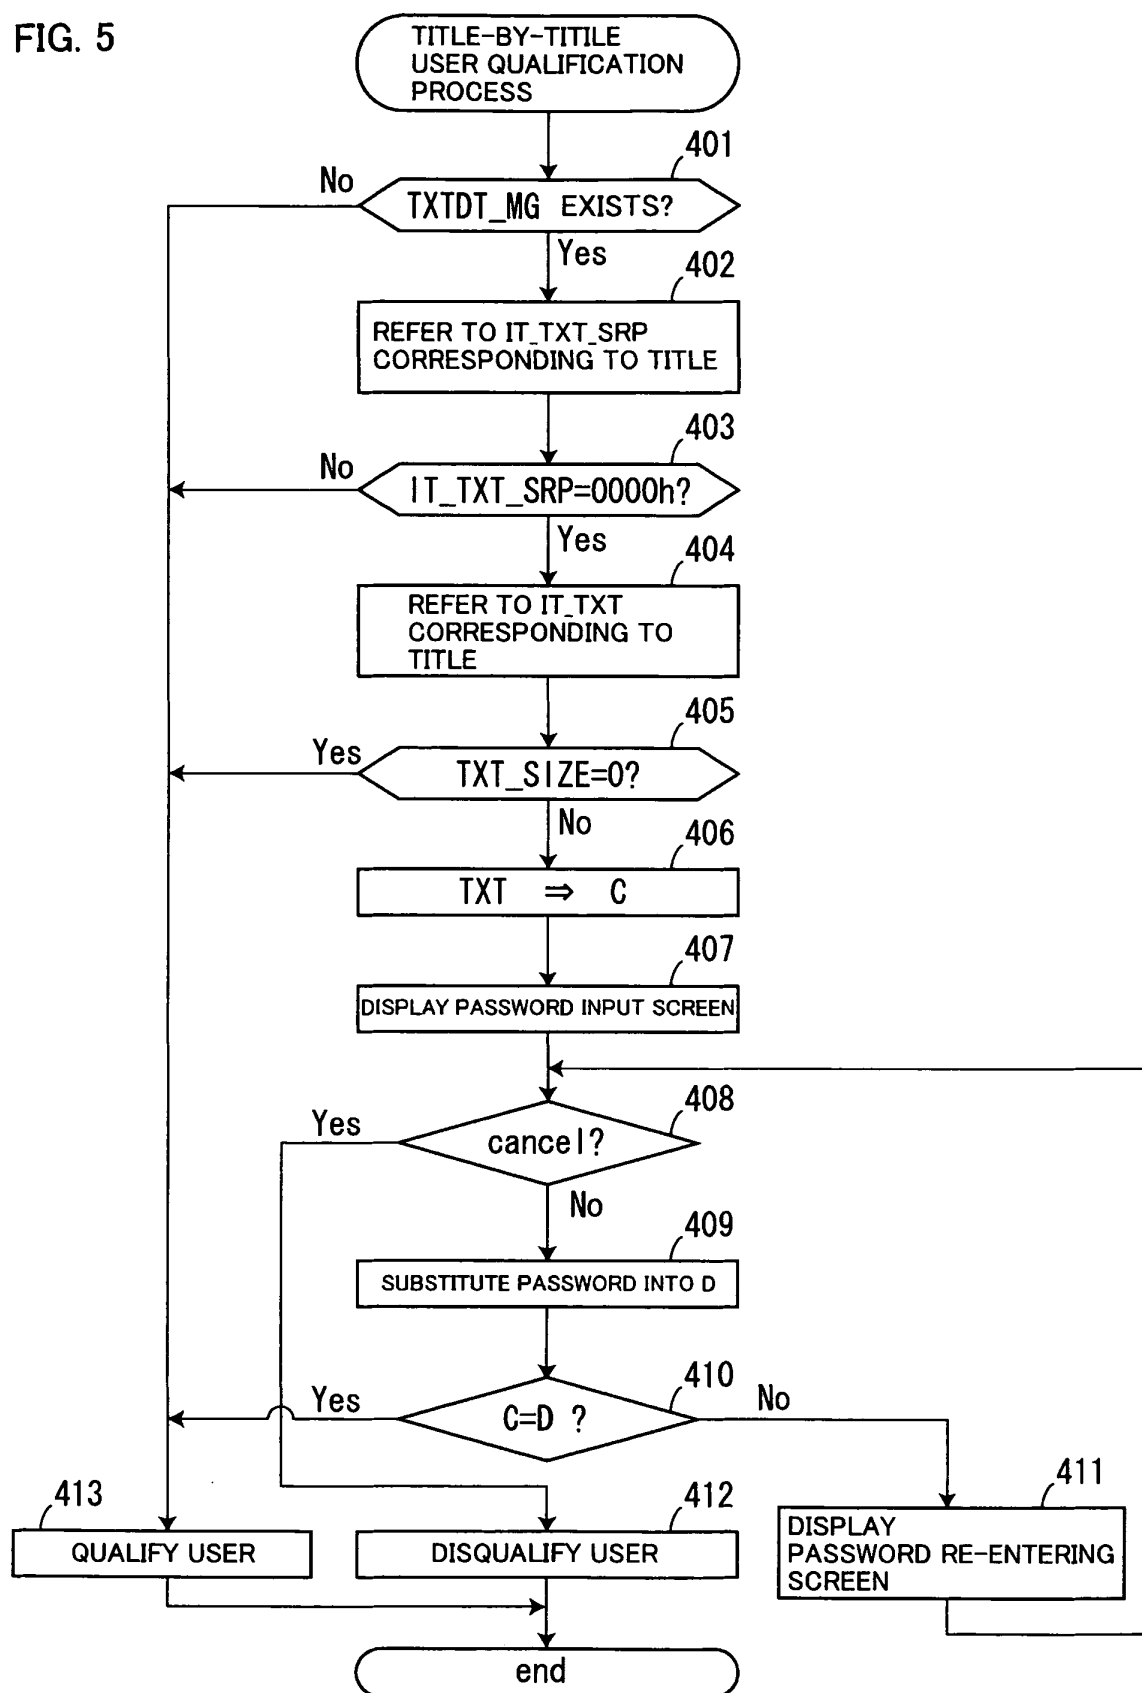 FIG. 5
TITLE-BY-TITILE
USER QUALIFICATION
PROCESS
401
No
TXTDT_MG EXISTS?
Yes
402
REFER TO IT_TXT_SRP
CORRESPONDING TO TITLE
403
No
IT_TXT_SRP=0000h?
Yes
404
REFER TO IT_TXT
CORRESPONDING TO
TITLE
405
Yes
TXT_SIZE=0?
No
406
TXT ⇒ C
407
DISPLAY PASSWORD INPUT SCREEN
408
Yes
cancel?
No
409
SUBSTITUTE PASSWORD INTO D
410
Yes
No
C=D ?
413
412
411
QUALIFY USER
DISQUALIFY USER
DISPLAY
PASSWORD RE-ENTERING
SCREEN
end